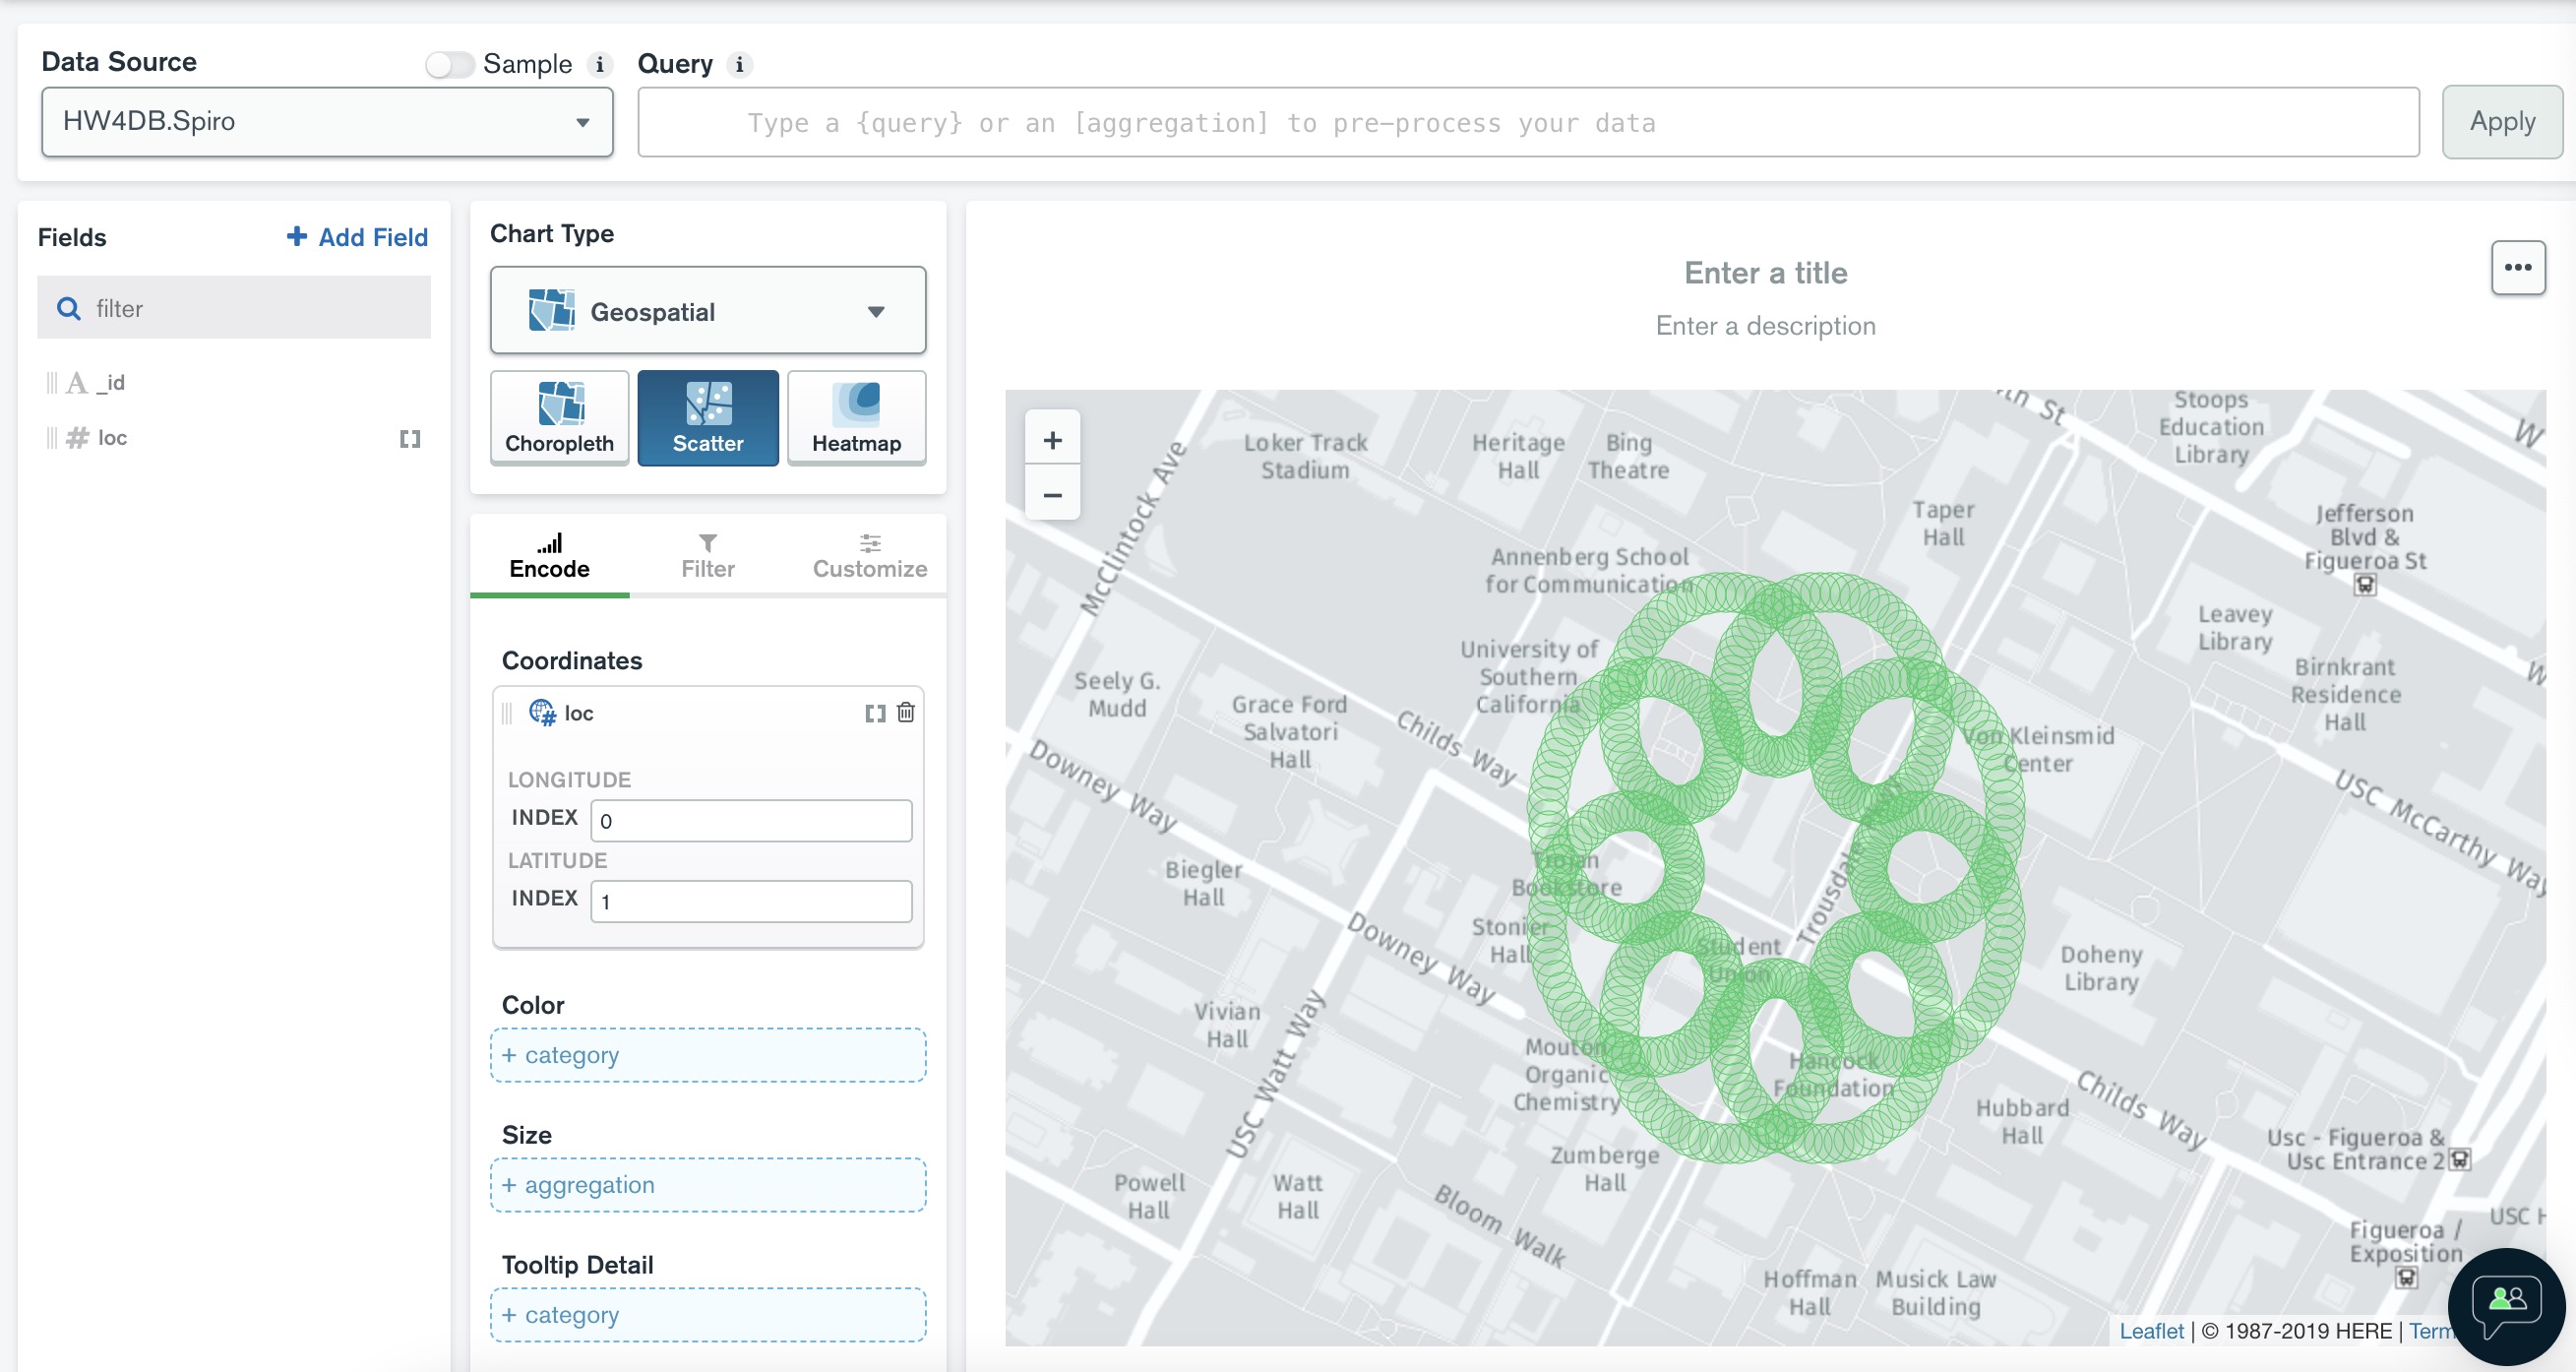 Data Source
Sample
i
Query
i
HW4DB.Spiro
Type a {query} or an [aggregation] to pre-process your data
Apply
Fields
+ Add Field
filter
A _id
# loc
Chart Type
Geospatial
Choropleth
Scatter
Heatmap
Encode
Filter
Customize
Coordinates
# loc
LONGITUDE
INDEX 0
LATITUDE
INDEX 1
Color
+ category
Size
+ aggregation
Tooltip Detail
+ category
Enter a title
Enter a description
+
−
McClintock Ave
Loker Track
Stadium
Heritage
Hall
Bing
Theatre
th St
Stoops
Education
Library
W
Taper
Hall
Jefferson
Blvd &
Figueroa St
Annenberg School
for Communication
Leavey
Library
University of
Southern
California
Birnkrant
Residence
Hall
W
Seely G.
Mudd
Grace Ford
Salvatori
Hall
Childs Way
Von Kleinsmid
Center
Downey Way
USC McCarthy Way
Biegler
Hall
Trojan
Bookstore
Trousdale
Stonier
Hall
Student
Union
Downey Way
Doheny
Library
Vivian
Hall
USC Watt Way
Mouton
Organic
Chemistry
Hancock
Foundation
Childs Way
Hubbard
Hall
Usc - Figueroa &
Usc Entrance 2
Zumberge
Hall
Powell
Hall
Watt
Hall
Bloom Walk
USC H
Figueroa /
Exposition
Hoffman
Hall
Musick Law
Building
Leaflet | © 1987-2019 HERE | Term